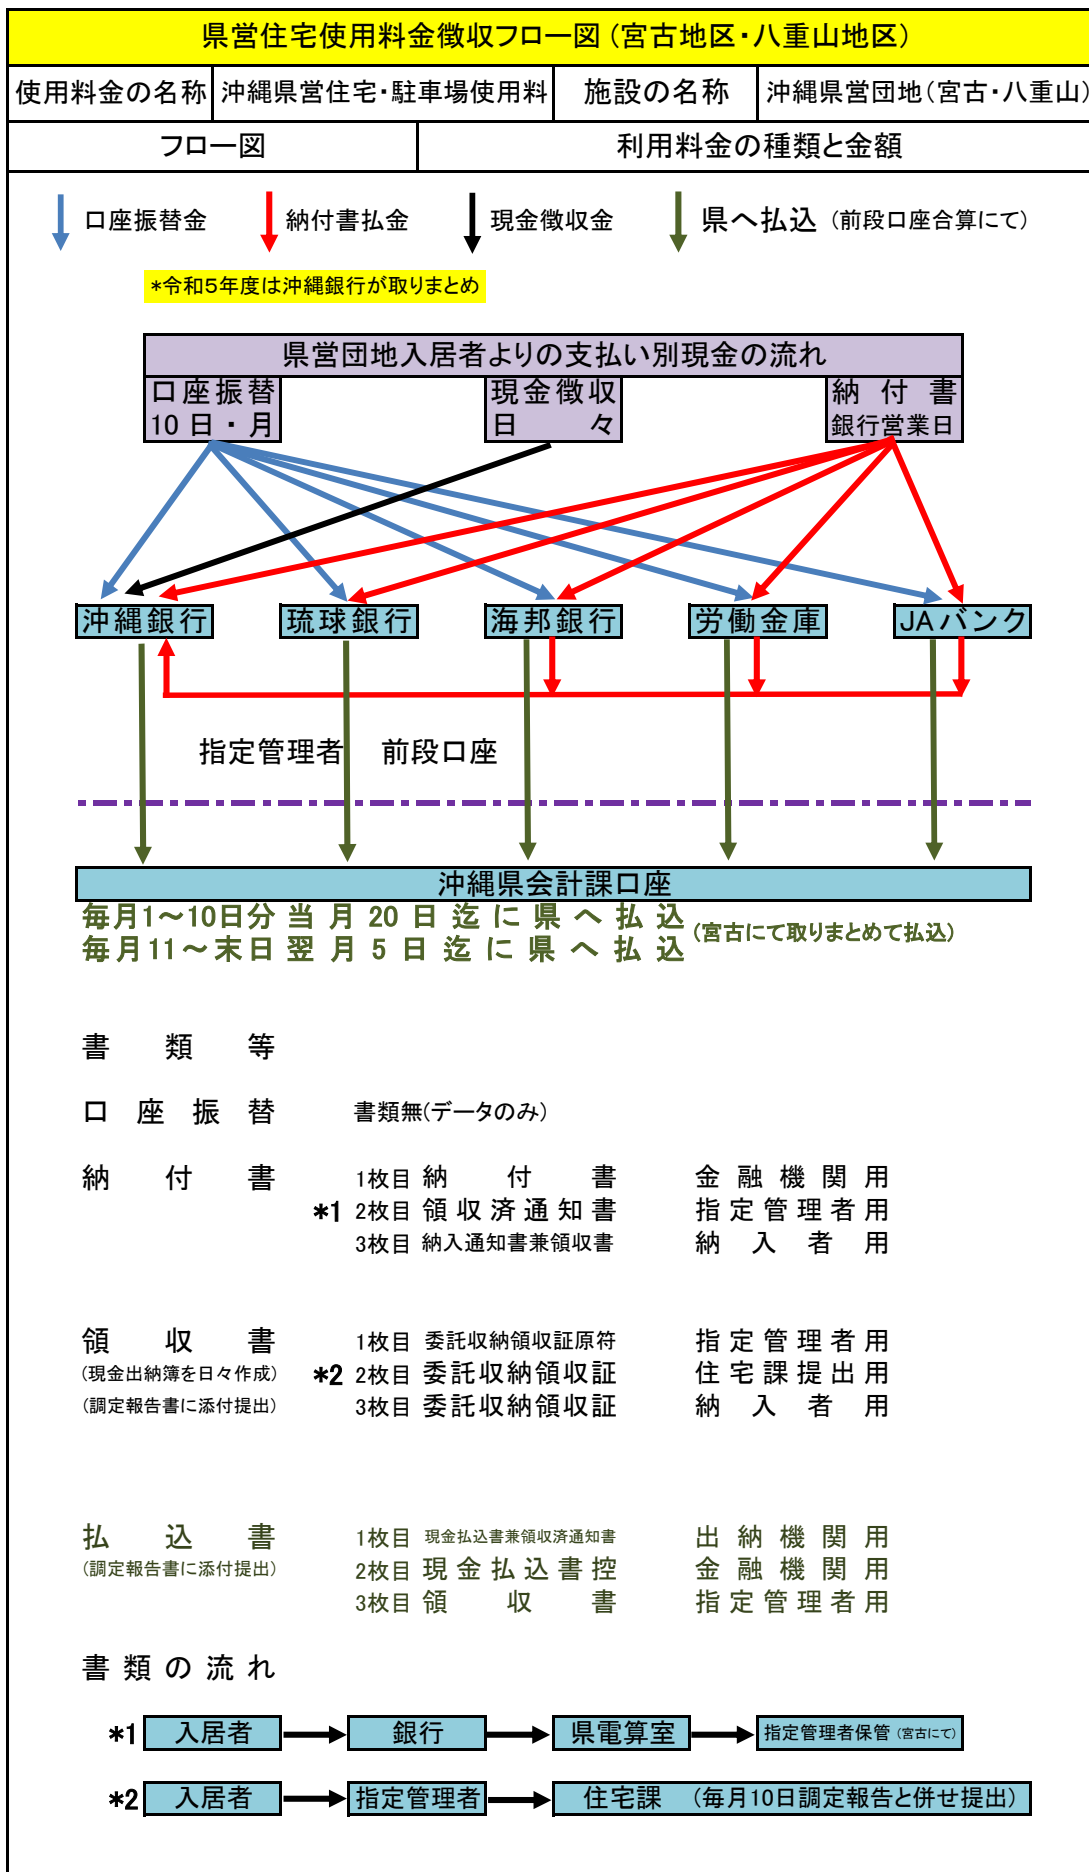 県営住宅使用料金徴収フロー図(宮古地区・八重山地区)
使用料金の名称 沖縄県営住宅・駐車場使用料 施設の名称 沖縄県営団地(宮古・八重山)
フロー図 利用料金の種類と金額
口座振替金 納付書払金 現金徴収金 県へ払込 (前段口座合算にて)
*令和5年度は沖縄銀行が取りまとめ
県営団地入居者よりの支払い別現金の流れ
口座振替 現金徴収 納付書
10日・月 日々 銀行営業日
沖縄銀行 琉球銀行 海邦銀行 労働金庫 JAバンク
指定管理者 前段口座
沖縄県会計課口座
毎月1~10日分 当月20日迄に県へ払込
毎月11~末日 翌月5日迄に県へ払込 (宮古にて取りまとめて払込)
書類等
口座振替 書類無(データのみ)
納付書 1枚目 納付書 金融機関用
*1 2枚目 領収済通知書 指定管理者用
3枚目 納入通知書兼領収書 納入者用
領収書 1枚目 委託収納領収証原符 指定管理者用
(現金出納簿を日々作成) *2 2枚目 委託収納領収証 住宅課提出用
(調定報告書に添付提出) 3枚目 委託収納領収証 納入者用
払込書 1枚目 現金払込書兼領収済通知書 出納機関用
(調定報告書に添付提出) 2枚目 現金払込書控 金融機関用
3枚目 領収書 指定管理者用
書類の流れ
*1 入居者 銀行 県電算室 指定管理者保管 (宮古にて)
*2 入居者 指定管理者 住宅課 (毎月10日調定報告と併せ提出)